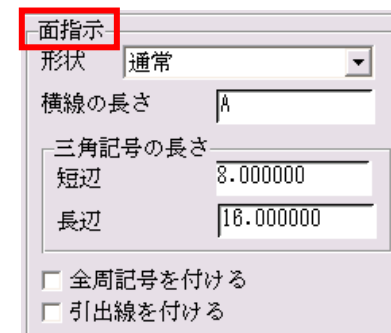 面指示
形状 通常
横線の長さ A
三角記号の長さ
短辺 8.000000
長辺 16.000000
全周記号を付ける
引出線を付ける